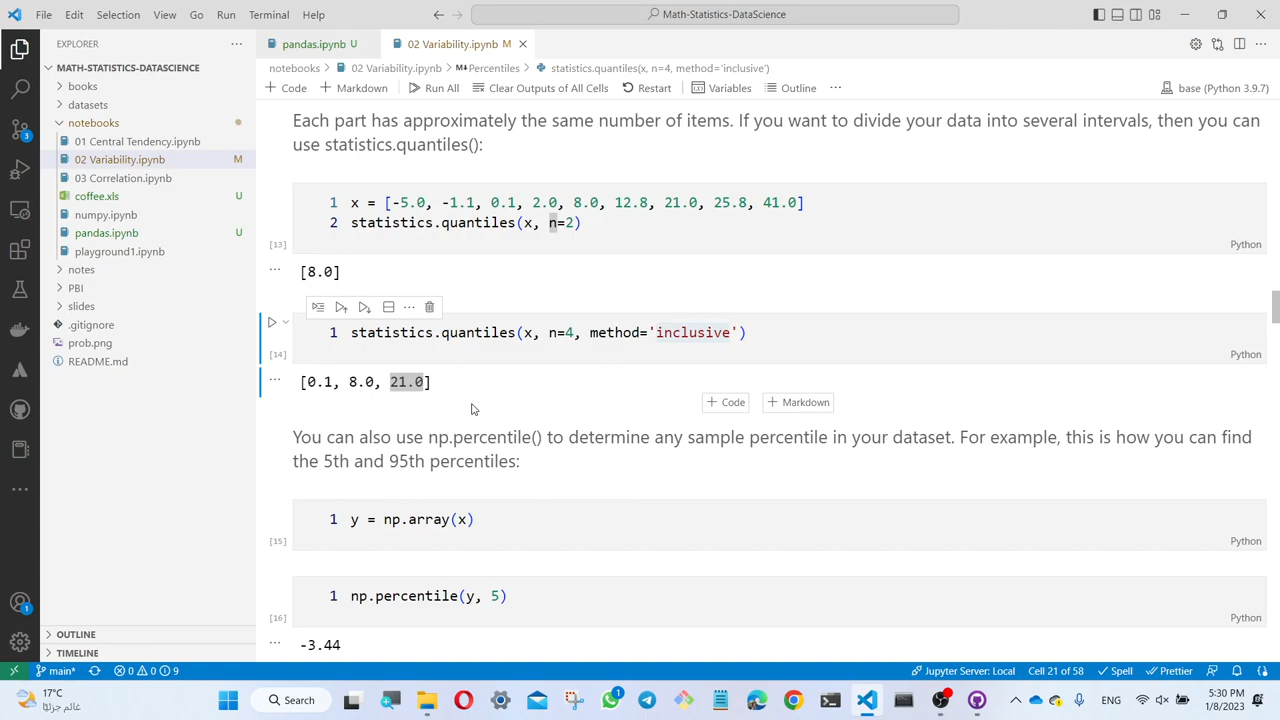 File Edit Selection View Go Run Terminal Help
Math-Statistics-DataScience
EXPLORER
MATH-STATISTICS-DATASCIENCE
books
datasets
notebooks
01 Central Tendency.ipynb
02 Variability.ipynb M
03 Correlation.ipynb
coffee.xls U
numpy.ipynb
pandas.ipynb U
playground1.ipynb
notes
PBI
slides
.gitignore
prob.png
README.md
OUTLINE
TIMELINE
3
1
pandas.ipynb U
02 Variability.ipynb M
notebooks > 02 Variability.ipynb > Percentiles > statistics.quantiles(x, n=4, method='inclusive')
+ Code + Markdown Run All Clear Outputs of All Cells Restart Variables Outline
base (Python 3.9.7)
Each part has approximately the same number of items. If you want to divide your data into several intervals, then you can
use statistics.quantiles():
1 x = [-5.0, -1.1, 0.1, 2.0, 8.0, 12.8, 21.0, 25.8, 41.0]
2 statistics.quantiles(x, n=2)
[13] Python
[8.0]
1 statistics.quantiles(x, n=4, method='inclusive')
[14] Python
[0.1, 8.0, 21.0]
+ Code + Markdown
You can also use np.percentile() to determine any sample percentile in your dataset. For example, this is how you can find
the 5th and 95th percentiles:
1 y = np.array(x)
[15] Python
1 np.percentile(y, 5)
[16] Python
-3.44
main* 0 0 9
Jupyter Server: Local Cell 21 of 58 Spell Prettier
17°C
غائم جزئيًا
Search
1
ENG
5:30 PM
1/8/2023